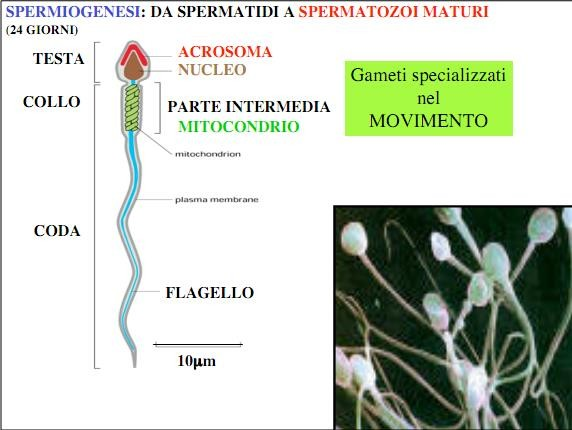 SPERMIOGENESI: DA SPERMATIDI A SPERMATOZOI MATURI
(24 GIORNI)
TESTA
ACROSOMA
NUCLEO
COLLO
PARTE INTERMEDIA
MITOCONDRIO
mitochondrion
plasma membrane
CODA
FLAGELLO
10µm
Gameti specializzati
nel
MOVIMENTO